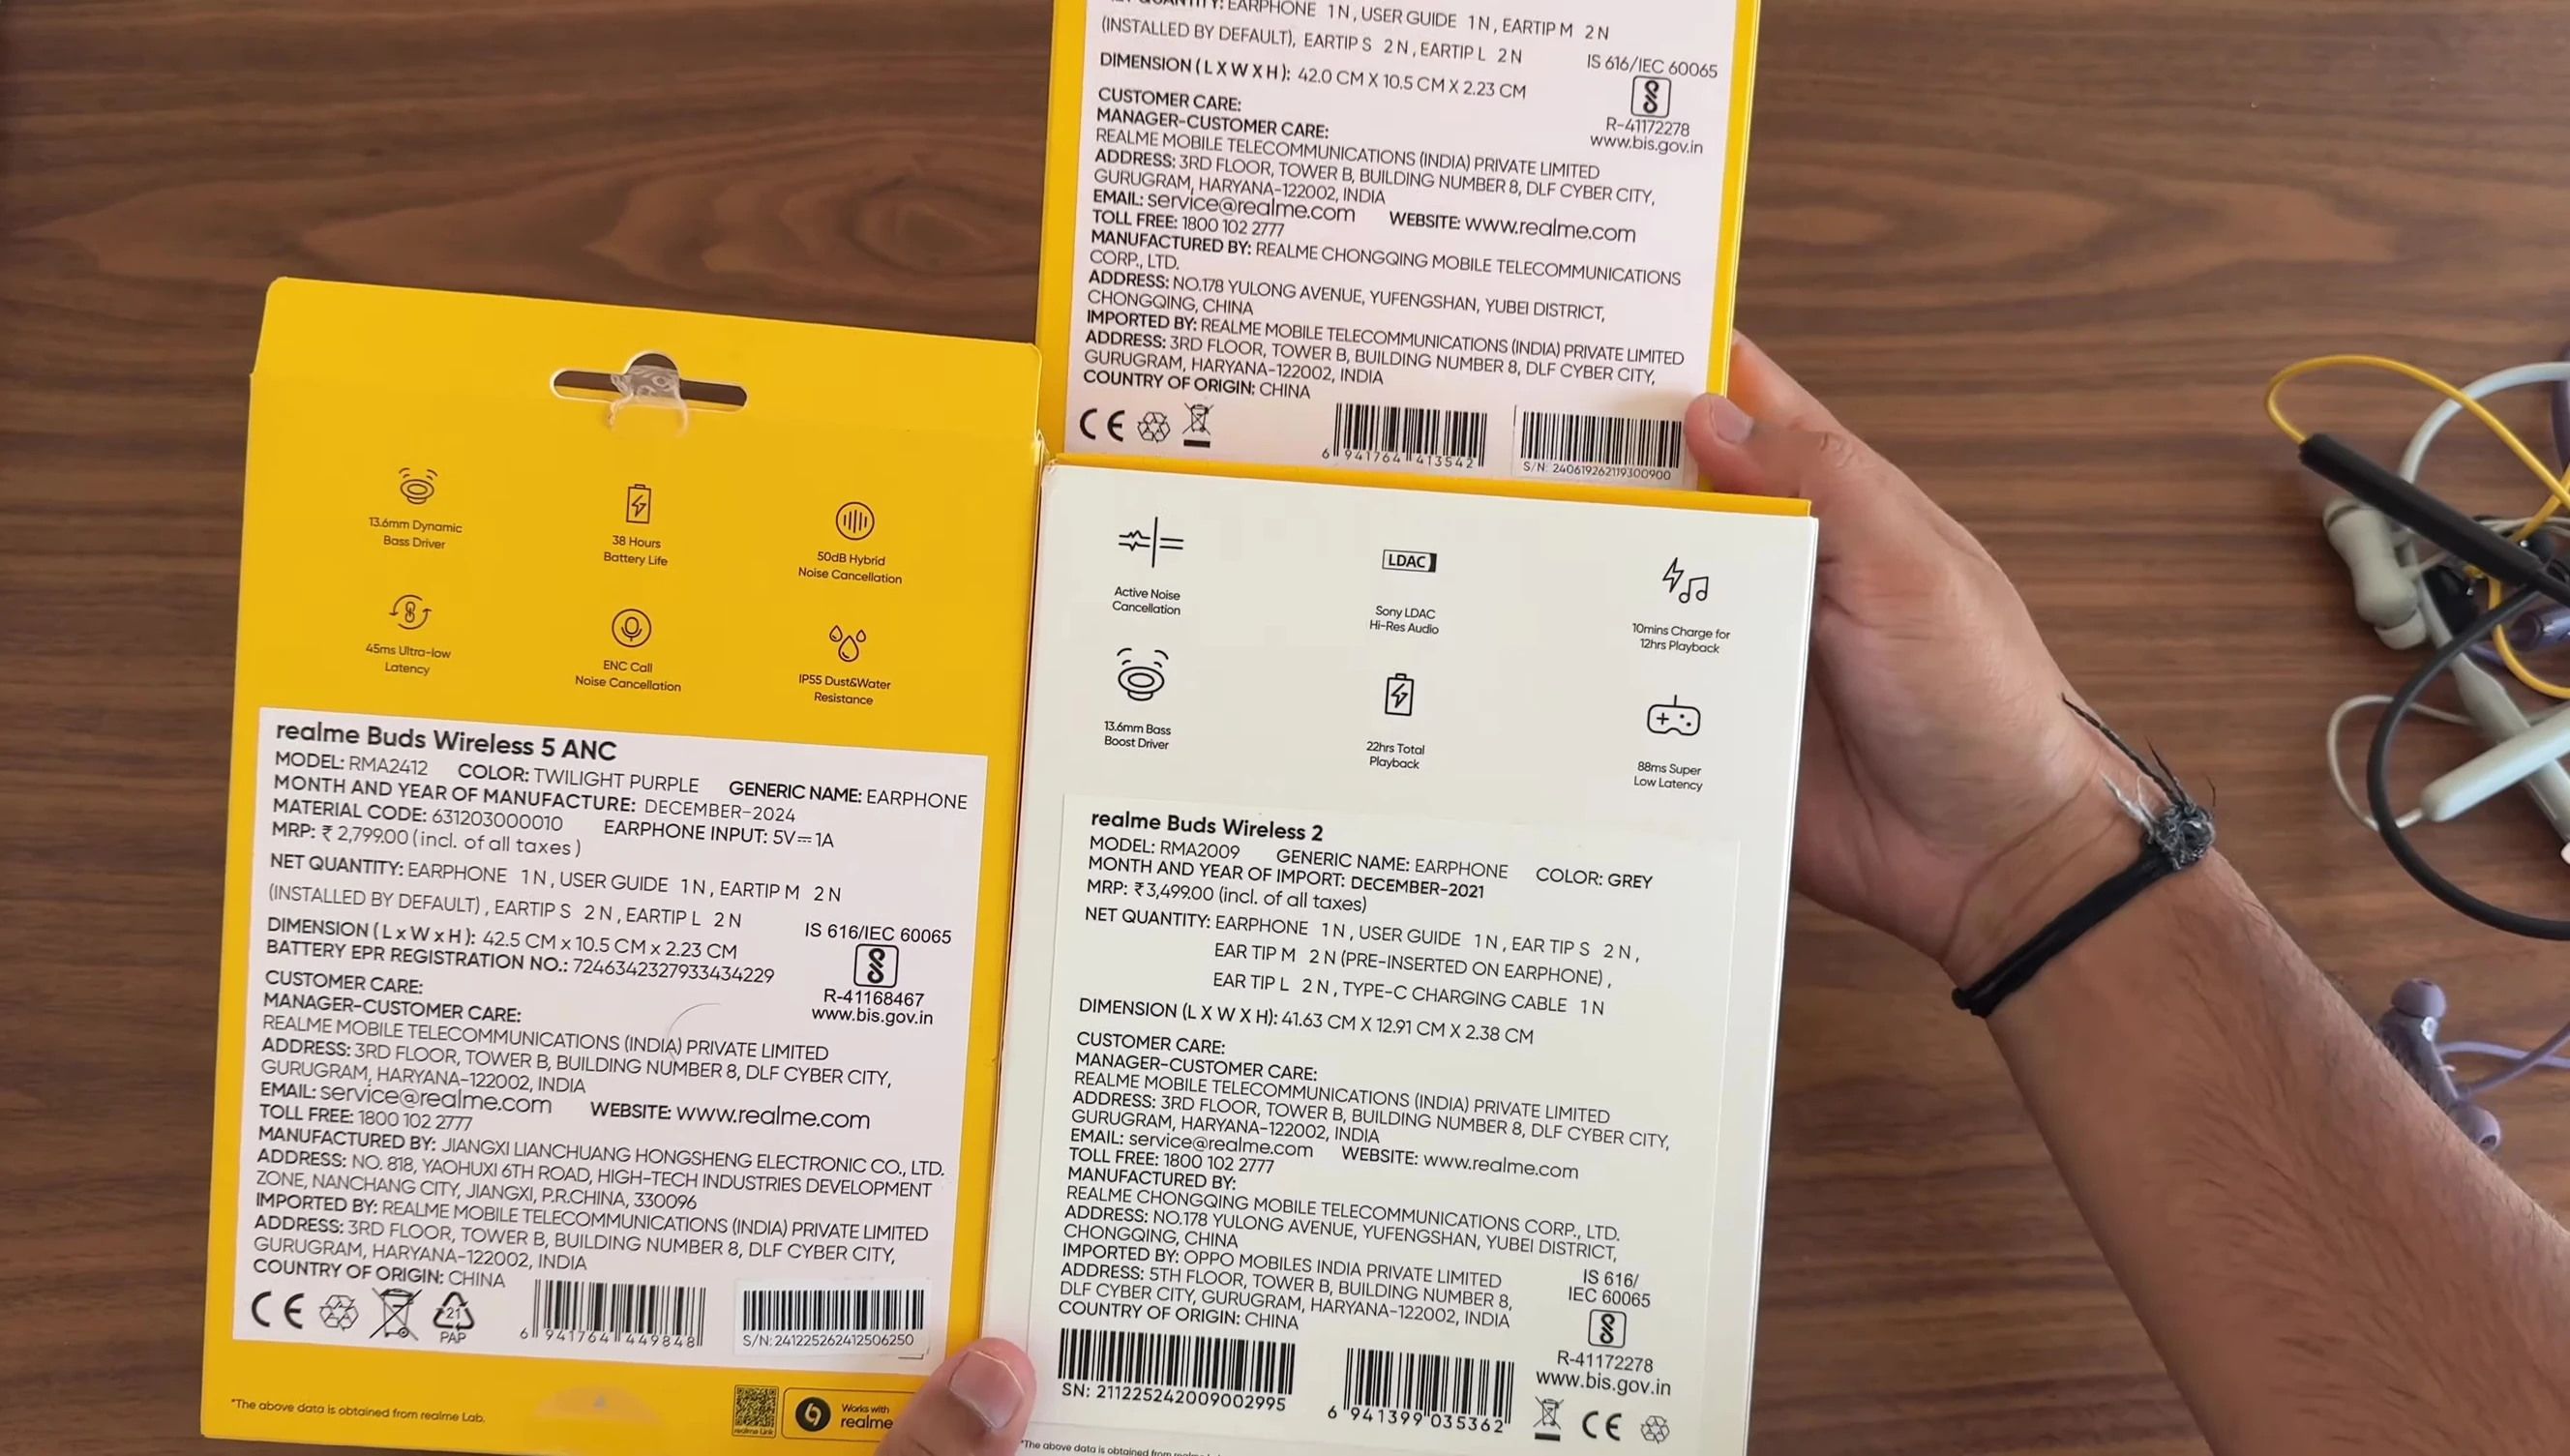 EARPHONE 1 N , USER GUIDE 1 N , EARTIP M 2 N
(INSTALLED BY DEFAULT), EARTIP S 2 N , EARTIP L 2 N
DIMENSION ( L X W X H ): 42.0 CM X 10.5 CM X 2.23 CM
IS 616/IEC 60065
R-41172278
www.bis.gov.in
CUSTOMER CARE:
MANAGER-CUSTOMER CARE:
REALME MOBILE TELECOMMUNICATIONS (INDIA) PRIVATE LIMITED
ADDRESS: 3RD FLOOR, TOWER B, BUILDING NUMBER 8, DLF CYBER CITY,
GURUGRAM, HARYANA-122002, INDIA
EMAIL: service@realme.com WEBSITE: www.realme.com
TOLL FREE: 1800 102 2777
MANUFACTURED BY: REALME CHONGQING MOBILE TELECOMMUNICATIONS
CORP., LTD.
ADDRESS: NO.178 YULONG AVENUE, YUFENGSHAN, YUBEI DISTRICT,
CHONGQING, CHINA
IMPORTED BY: REALME MOBILE TELECOMMUNICATIONS (INDIA) PRIVATE LIMITED
ADDRESS: 3RD FLOOR, TOWER B, BUILDING NUMBER 8, DLF CYBER CITY,
GURUGRAM, HARYANA-122002, INDIA
COUNTRY OF ORIGIN: CHINA
CE
6 941764 413542
S/N: 240619262119300900
13.6mm Dynamic
Bass Driver
38 Hours
Battery Life
50dB Hybrid
Noise Cancellation
45ms Ultra-low
Latency
ENC Call
Noise Cancellation
IP55 Dust&Water
Resistance
realme Buds Wireless 5 ANC
MODEL: RMA2412 COLOR: TWILIGHT PURPLE GENERIC NAME: EARPHONE
MONTH AND YEAR OF MANUFACTURE: DECEMBER-2024
MATERIAL CODE: 631203000010 EARPHONE INPUT: 5V⎓1A
MRP: ₹ 2,799.00 (incl. of all taxes)
NET QUANTITY: EARPHONE 1 N , USER GUIDE 1 N , EARTIP M 2 N
(INSTALLED BY DEFAULT) , EARTIP S 2 N , EARTIP L 2 N
DIMENSION ( L x W x H ): 42.5 CM x 10.5 CM x 2.23 CM
BATTERY EPR REGISTRATION NO.: 7246342327933434229
IS 616/IEC 60065
R-41168467
www.bis.gov.in
CUSTOMER CARE:
MANAGER-CUSTOMER CARE:
REALME MOBILE TELECOMMUNICATIONS (INDIA) PRIVATE LIMITED
ADDRESS: 3RD FLOOR, TOWER B, BUILDING NUMBER 8, DLF CYBER CITY,
GURUGRAM, HARYANA-122002, INDIA
EMAIL: service@realme.com WEBSITE: www.realme.com
TOLL FREE: 1800 102 2777
MANUFACTURED BY: JIANGXI LIANCHUANG HONGSHENG ELECTRONIC CO., LTD.
ADDRESS: NO. 818, YAOHUXI 6TH ROAD, HIGH-TECH INDUSTRIES DEVELOPMENT
ZONE, NANCHANG CITY, JIANGXI, P.R.CHINA, 330096
IMPORTED BY: REALME MOBILE TELECOMMUNICATIONS (INDIA) PRIVATE LIMITED
ADDRESS: 3RD FLOOR, TOWER B, BUILDING NUMBER 8, DLF CYBER CITY,
GURUGRAM, HARYANA-122002, INDIA
COUNTRY OF ORIGIN: CHINA
CE
21
PAP
6 941764 449848
S/N: 241225262412506250
*The above data is obtained from realme Lab.
realme Link
Works with
realme
Active Noise
Cancellation
LDAC
Sony LDAC
Hi-Res Audio
10mins Charge for
12hrs Playback
13.6mm Bass
Boost Driver
22hrs Total
Playback
88ms Super
Low Latency
realme Buds Wireless 2
MODEL: RMA2009 GENERIC NAME: EARPHONE COLOR: GREY
MONTH AND YEAR OF IMPORT: DECEMBER-2021
MRP: ₹ 3,499.00 (incl. of all taxes)
NET QUANTITY: EARPHONE 1 N , USER GUIDE 1 N , EAR TIP S 2 N ,
EAR TIP M 2 N (PRE-INSERTED ON EARPHONE) ,
EAR TIP L 2 N , TYPE-C CHARGING CABLE 1 N
DIMENSION (L X W X H): 41.63 CM X 12.91 CM X 2.38 CM
CUSTOMER CARE:
MANAGER-CUSTOMER CARE:
REALME MOBILE TELECOMMUNICATIONS (INDIA) PRIVATE LIMITED
ADDRESS: 3RD FLOOR, TOWER B, BUILDING NUMBER 8, DLF CYBER CITY,
GURUGRAM, HARYANA-122002, INDIA
EMAIL: service@realme.com WEBSITE: www.realme.com
TOLL FREE: 1800 102 2777
MANUFACTURED BY:
REALME CHONGQING MOBILE TELECOMMUNICATIONS CORP., LTD.
ADDRESS: NO.178 YULONG AVENUE, YUFENGSHAN, YUBEI DISTRICT,
CHONGQING, CHINA
IMPORTED BY: OPPO MOBILES INDIA PRIVATE LIMITED
ADDRESS: 5TH FLOOR, TOWER B, BUILDING NUMBER 8,
DLF CYBER CITY, GURUGRAM, HARYANA-122002, INDIA
COUNTRY OF ORIGIN: CHINA
IS 616/
IEC 60065
R-41172278
www.bis.gov.in
SN: 211225242009002995
6 941399 035362
CE
*The above data is obtained from